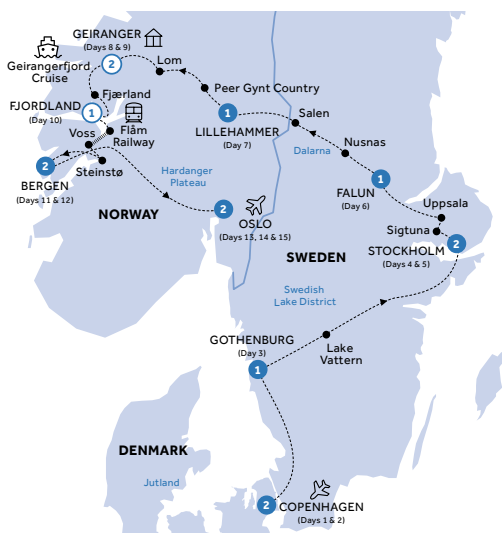 GEIRANGER
(Days 8 & 9)
2
Geirangerfjord
Cruise
Lom
Peer Gynt Country
Fjærland
FJORDLAND
(Day 10)
1
Flåm
Railway
Voss
Steinstø
2
BERGEN
(Days 11 & 12)
1
LILLEHAMMER
(Day 7)
Salen
Dalarna
Nusnas
1
FALUN
(Day 6)
Hardanger
Plateau
NORWAY
2
OSLO
(Days 13, 14 & 15)
Uppsala
Sigtuna
2
STOCKHOLM
(Days 4 & 5)
SWEDEN
Swedish
Lake District
GOTHENBURG
(Day 3)
1
Lake
Vattern
DENMARK
Jutland
2
COPENHAGEN
(Days 1 & 2)